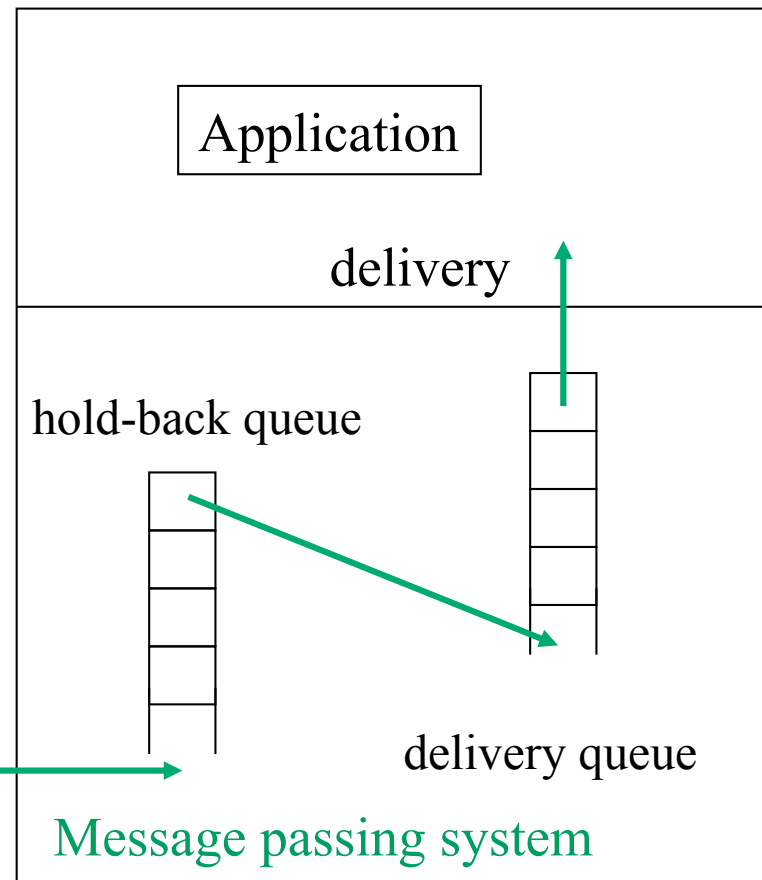 Application
delivery
hold-back queue
delivery queue
Message passing system